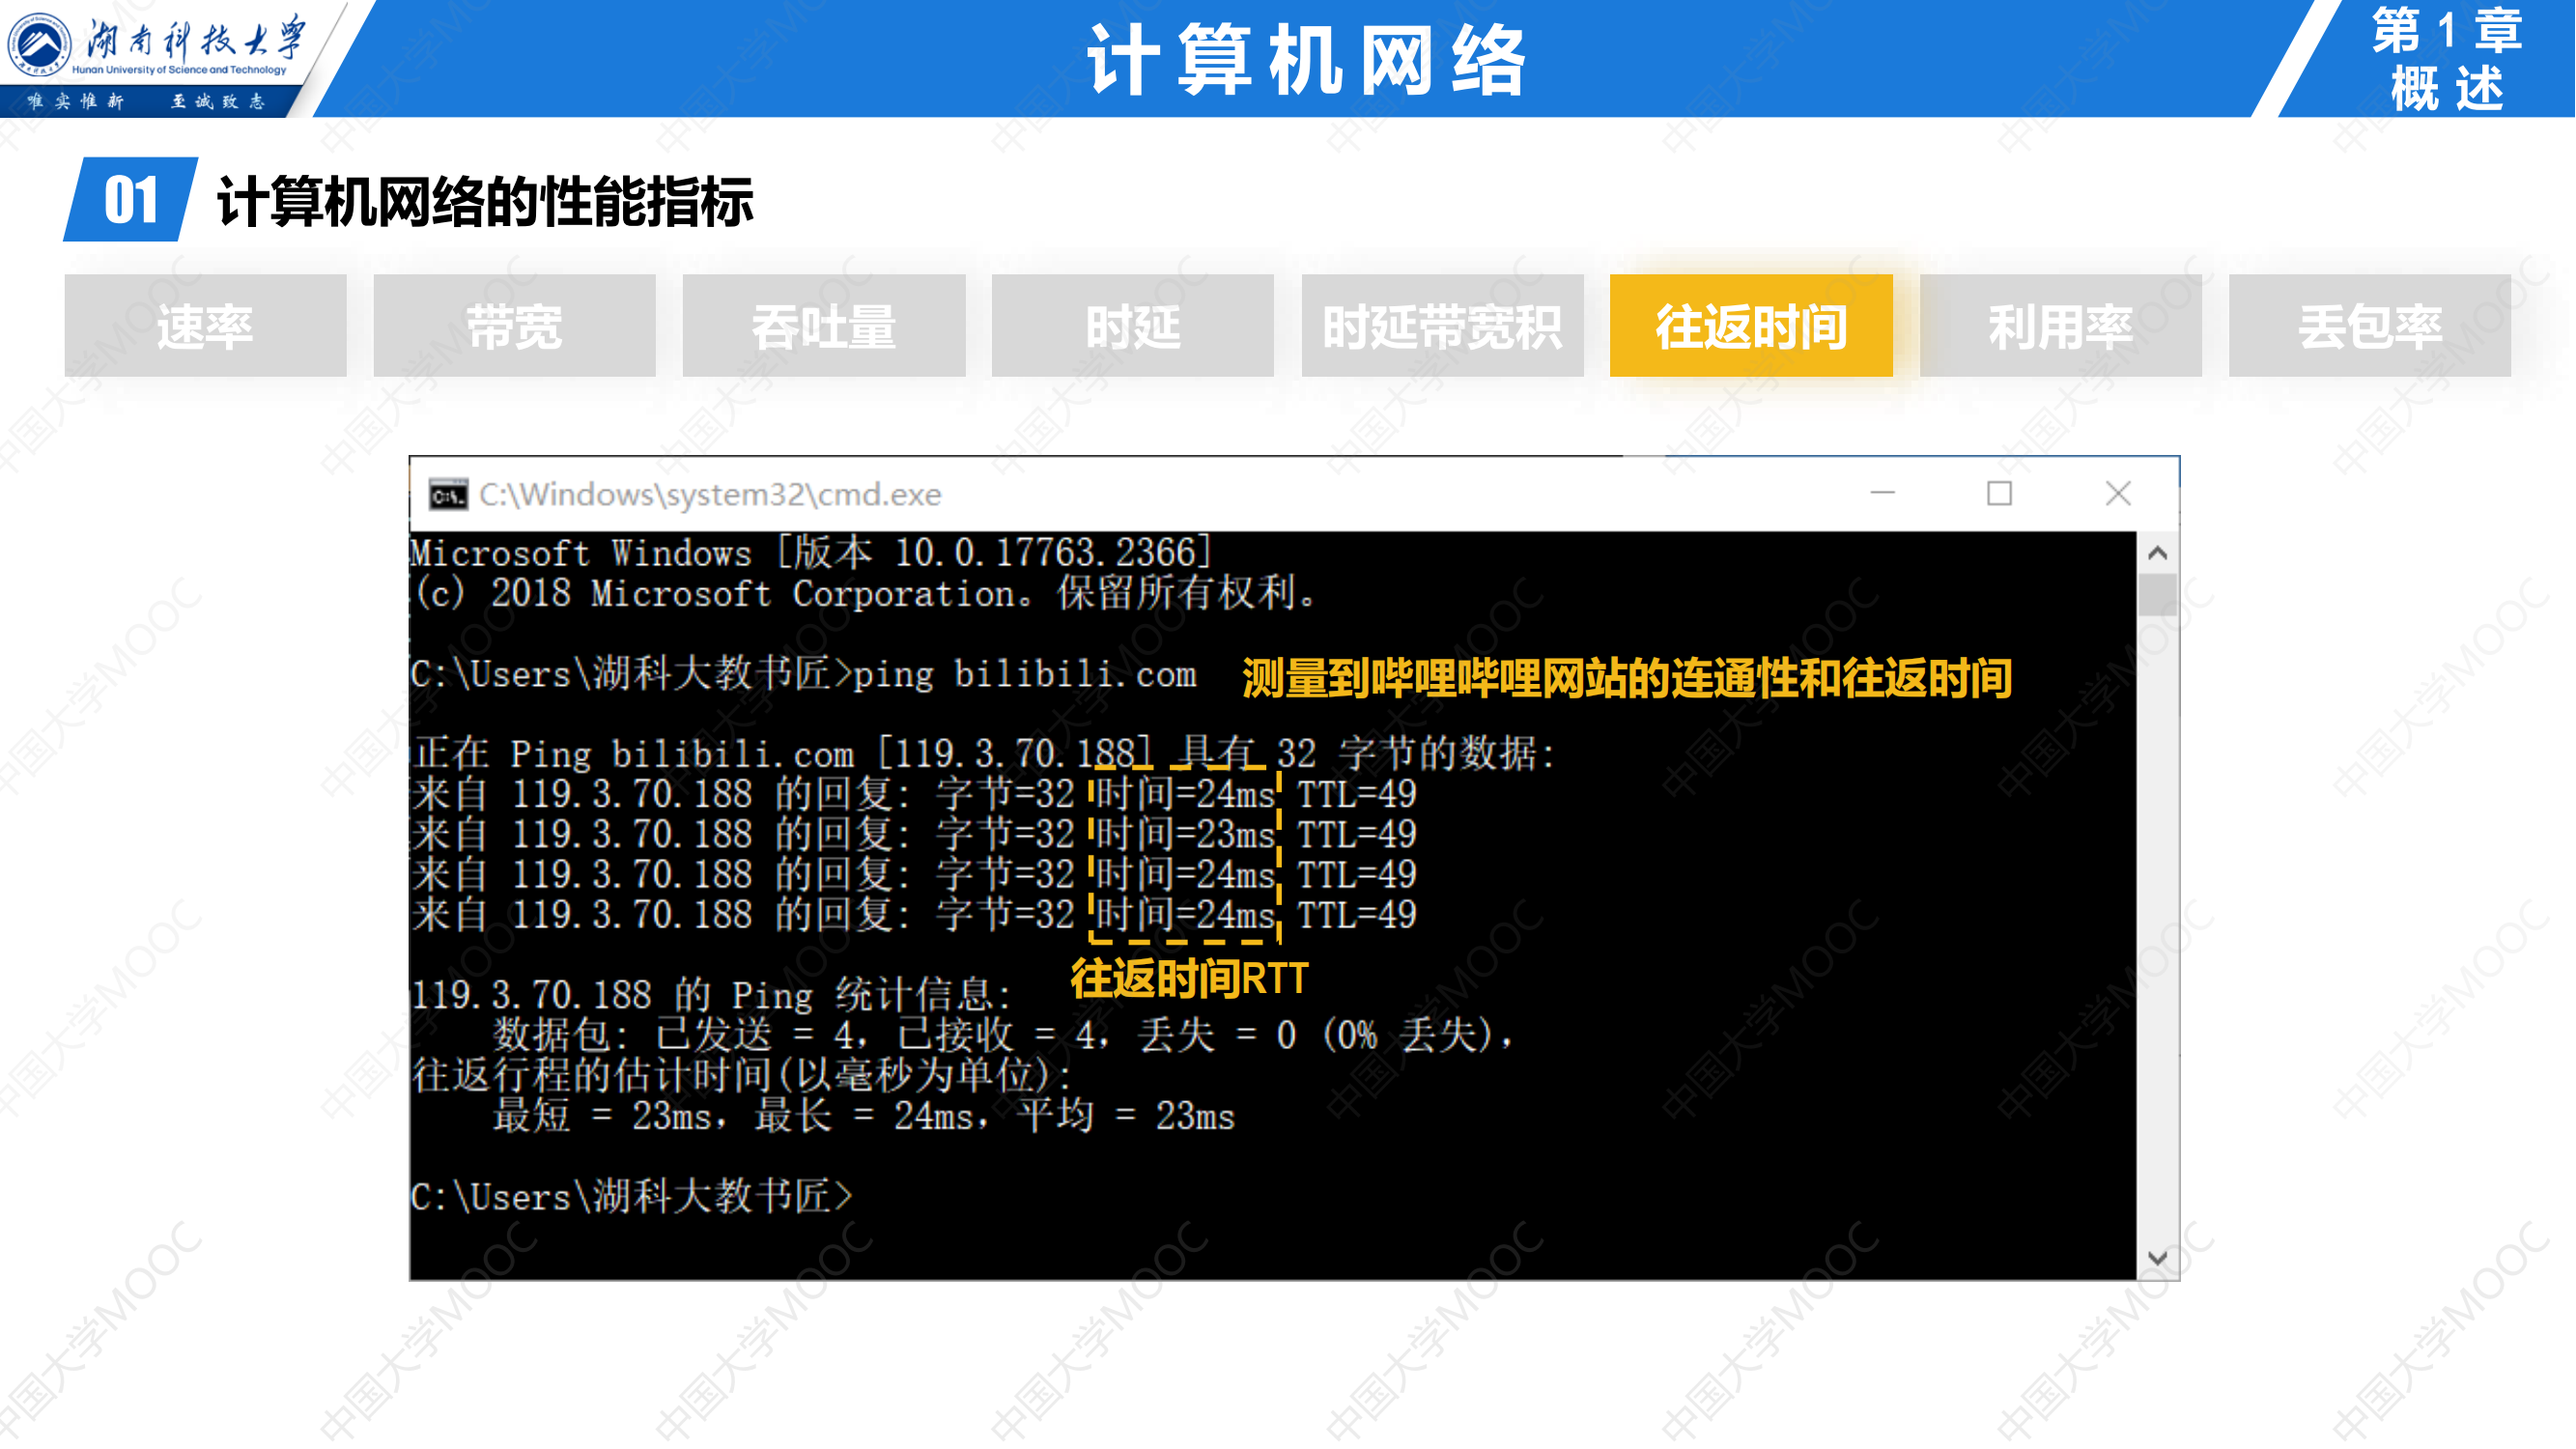 湖南科技大学
Hunan University of Science and Technology
唯实惟新 至诚致志
计算机网络
第1章
概述
01 计算机网络的性能指标
速率 带宽 吞吐量 时延 时延带宽积 往返时间 利用率 丢包率
C:\Windows\system32\cmd.exe
Microsoft Windows [版本 10.0.17763.2366]
(c) 2018 Microsoft Corporation。保留所有权利。
C:\Users\湖科大教书匠>ping bilibili.com 测量到哔哩哔哩网站的连通性和往返时间
正在 Ping bilibili.com [119.3.70.188] 具有 32 字节的数据:
来自 119.3.70.188 的回复: 字节=32 时间=24ms TTL=49
来自 119.3.70.188 的回复: 字节=32 时间=23ms TTL=49
来自 119.3.70.188 的回复: 字节=32 时间=24ms TTL=49
来自 119.3.70.188 的回复: 字节=32 时间=24ms TTL=49
往返时间RTT
119.3.70.188 的 Ping 统计信息:
数据包: 已发送 = 4，已接收 = 4，丢失 = 0 (0% 丢失)，
往返行程的估计时间(以毫秒为单位):
最短 = 23ms，最长 = 24ms，平均 = 23ms
C:\Users\湖科大教书匠>
中国大学MOOC